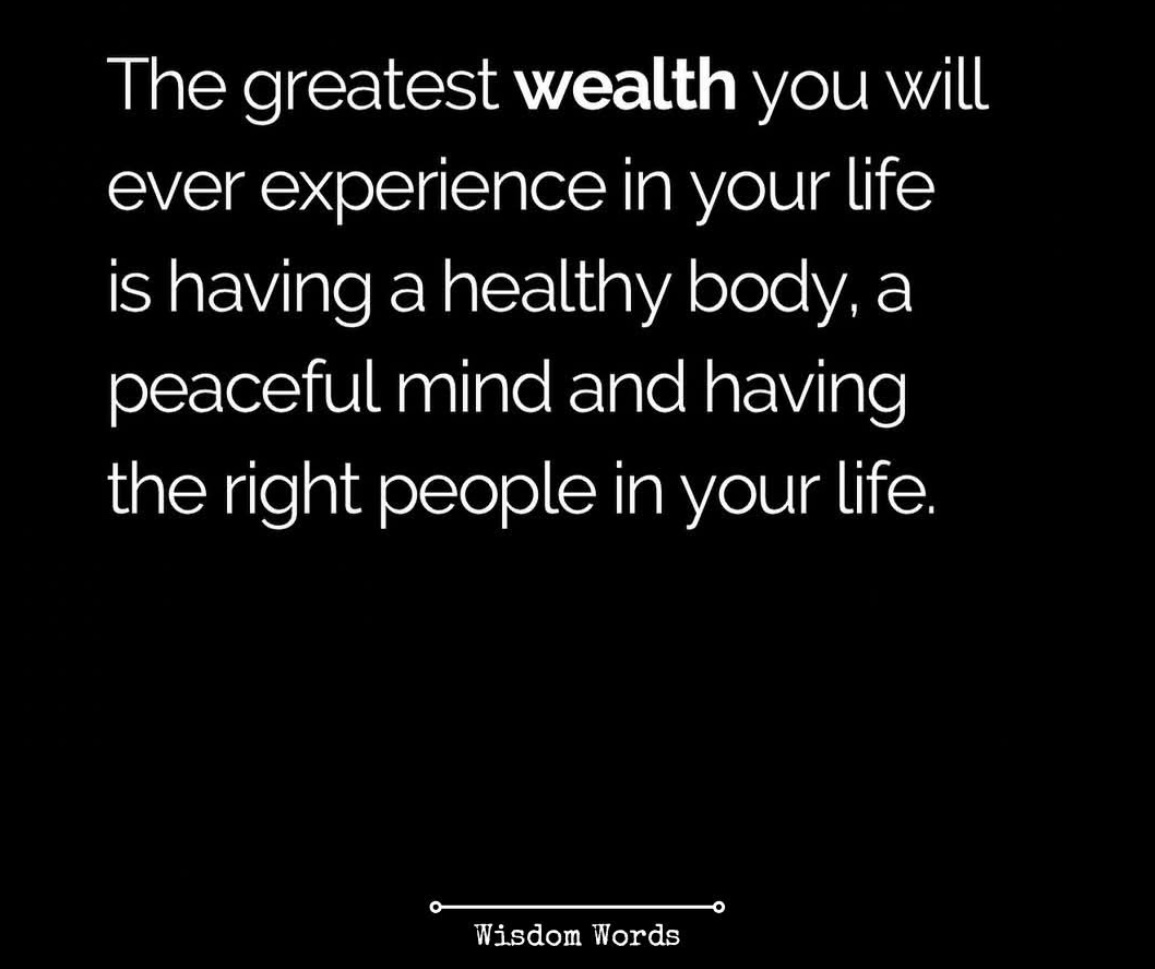 The greatest wealth you will
ever experience in your life
is having a healthy body, a
peaceful mind and having
the right people in your life.
Wisdom Words